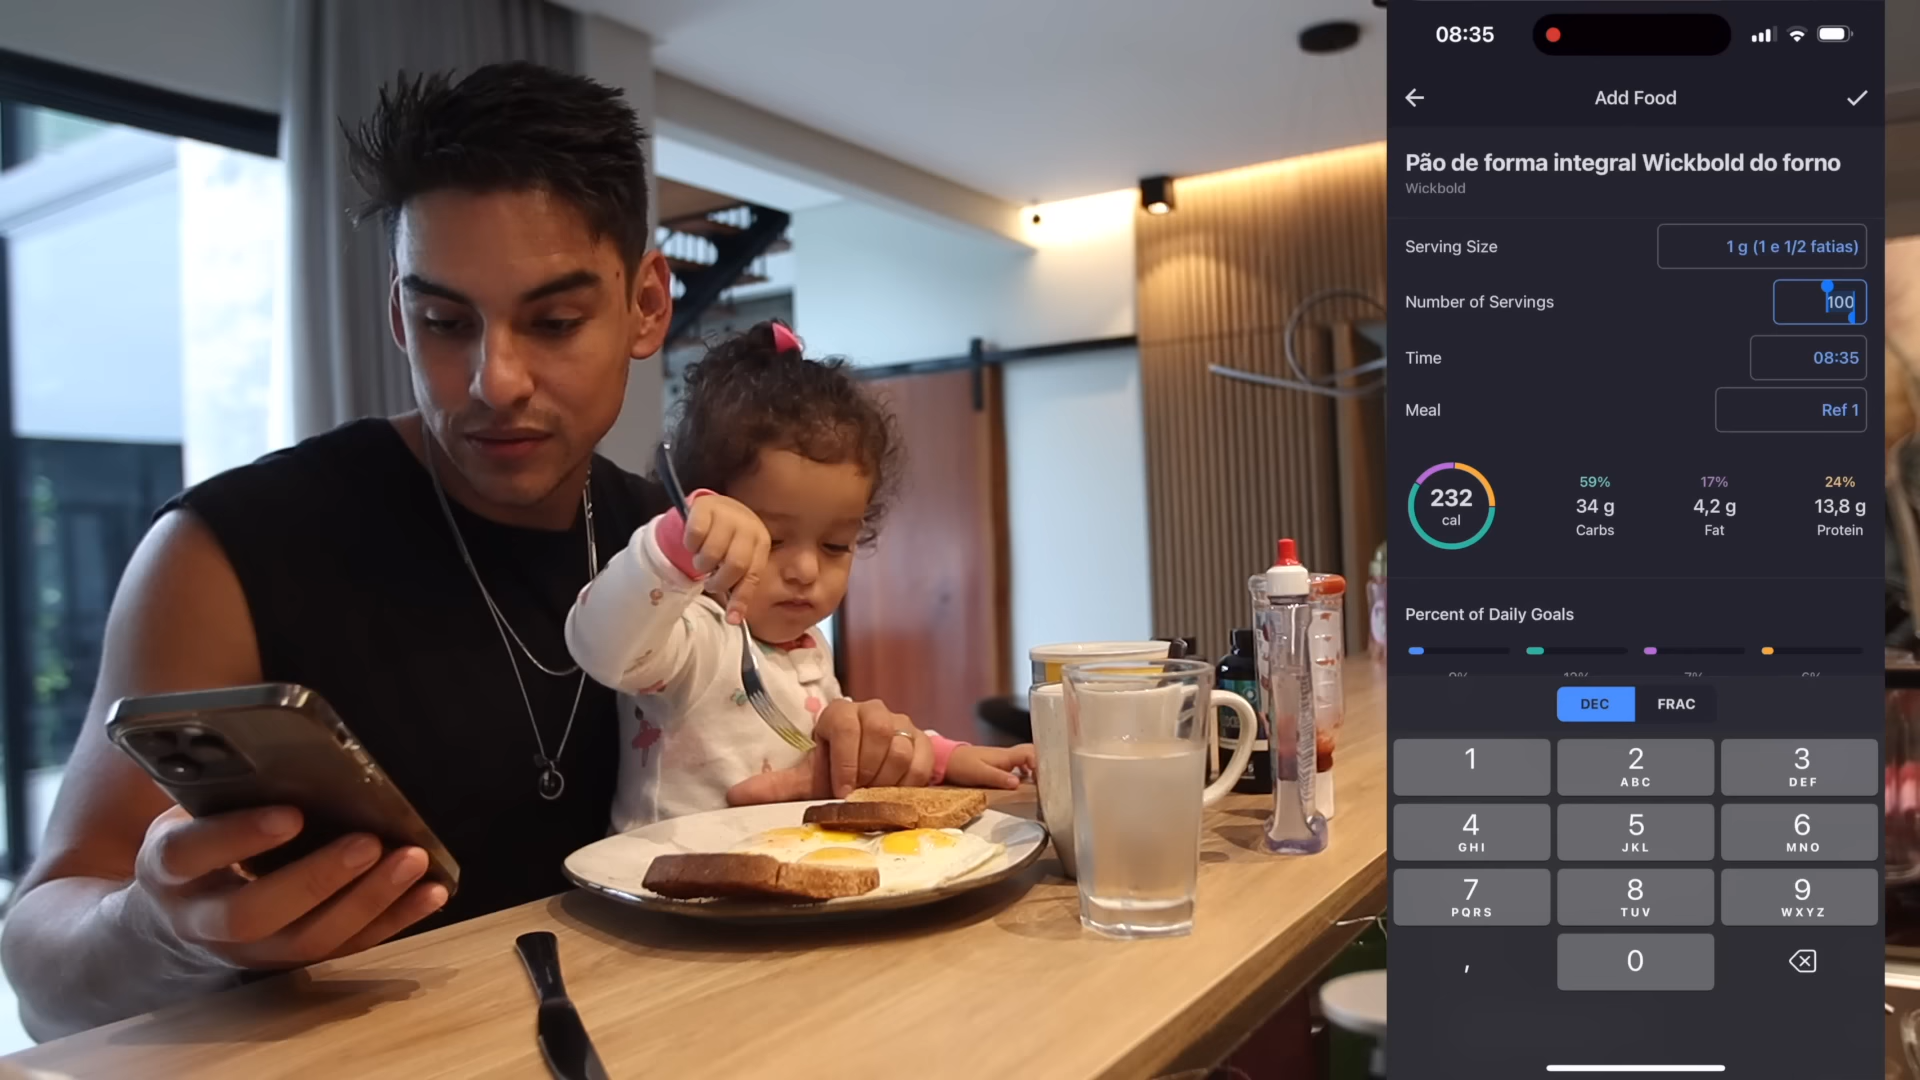 08:35
Add Food
Pão de forma integral Wickbold do forno
Wickbold
Serving Size
1 g (1 e 1/2 fatias)
Number of Servings
100
Time
08:35
Meal
Ref 1
232
cal
59%
34 g
Carbs
17%
4,2 g
Fat
24%
13,8 g
Protein
Percent of Daily Goals
DEC
FRAC
1
2
ABC
3
DEF
4
GHI
5
JKL
6
MNO
7
PQRS
8
TUV
9
WXYZ
,
0